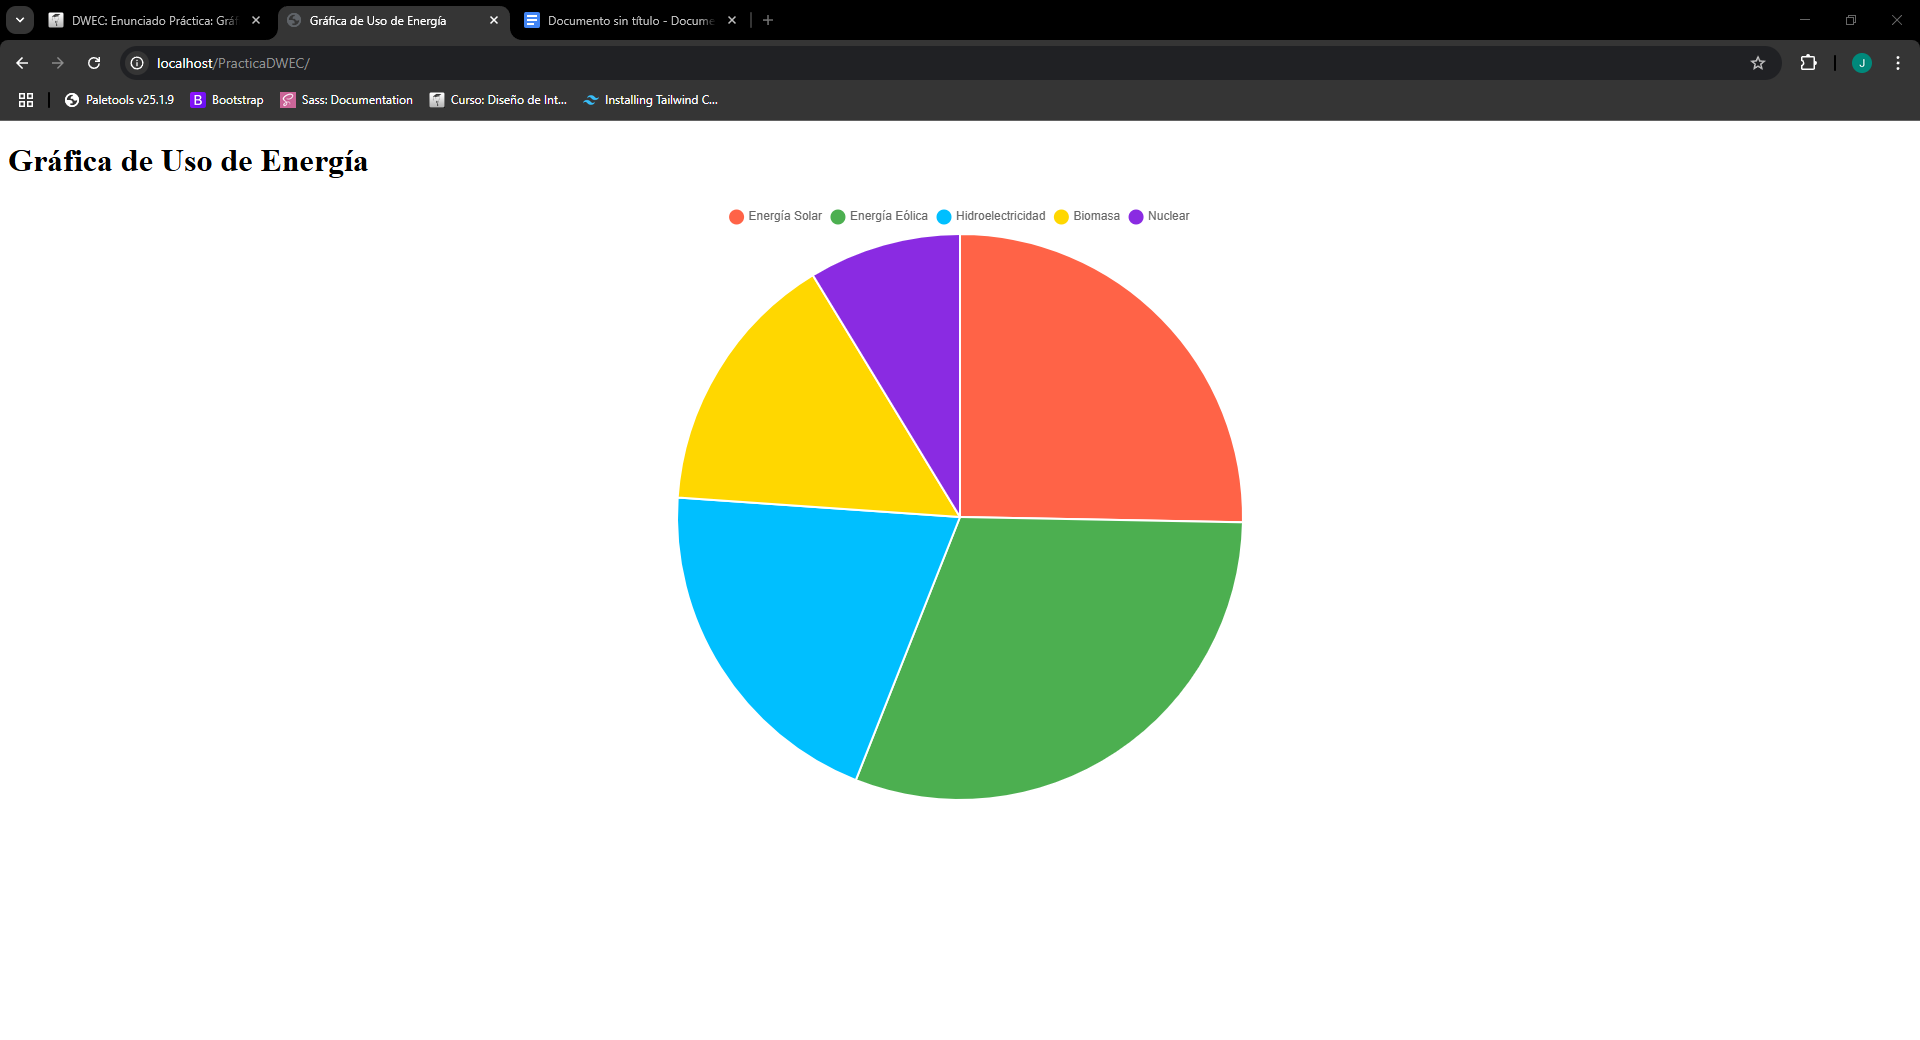 DWEC: Enunciado Práctica: Grá
Gráfica de Uso de Energía
Documento sin título - Docume
localhost/PracticaDWEC/
J
Paletools v25.1.9
B Bootstrap
Sass: Documentation
Curso: Diseño de Int...
Installing Tailwind C...
Gráfica de Uso de Energía
Energía Solar Energía Eólica Hidroelectricidad Biomasa Nuclear